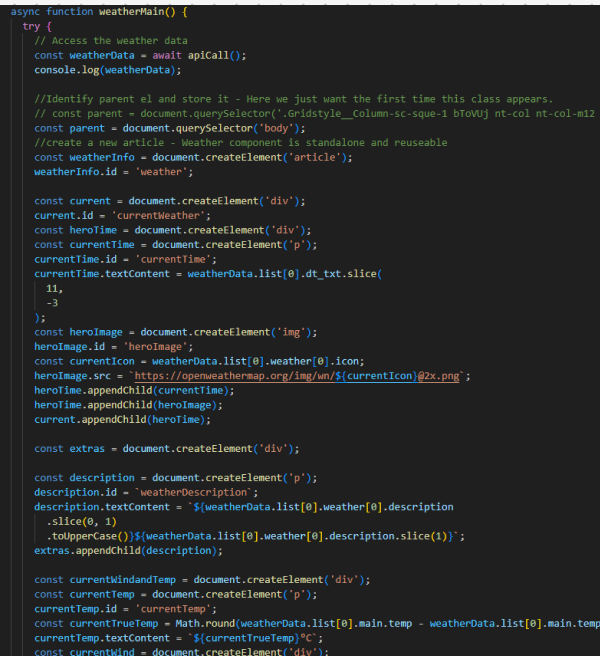 async function weatherMain() {
try {
// Access the weather data
const weatherData = await apiCall();
console.log(weatherData);
//Identify parent el and store it - Here we just want the first time this class appears.
// const parent = document.querySelector('.Gridstyle__Column-sc-sque-1 bToVUj nt-col nt-col-m12
const parent = document.querySelector('body');
//create a new article - Weather component is standalone and reuseable
const weatherInfo = document.createElement('article');
weatherInfo.id = 'weather';
const current = document.createElement('div');
current.id = 'currentWeather';
const heroTime = document.createElement('div');
const currentTime = document.createElement('p');
currentTime.id = 'currentTime';
currentTime.textContent = weatherData.list[0].dt_txt.slice(
11,
-3
);
const heroImage = document.createElement('img');
heroImage.id = 'heroImage';
const currentIcon = weatherData.list[0].weather[0].icon;
heroImage.src = `https://openweathermap.org/img/wn/${currentIcon}@2x.png`;
heroTime.appendChild(currentTime);
heroTime.appendChild(heroImage);
current.appendChild(heroTime);
const extras = document.createElement('div');
const description = document.createElement('p');
description.id = `weatherDescription`;
description.textContent = `${weatherData.list[0].weather[0].description
.slice(0, 1)
.toUpperCase()}${weatherData.list[0].weather[0].description.slice(1)}`;
extras.appendChild(description);
const currentWindandTemp = document.createElement('div');
const currentTemp = document.createElement('p');
currentTemp.id = 'currentTemp';
const currentTrueTemp = Math.round(weatherData.list[0].main.temp - weatherData.list[0].main.temp
currentTemp.textContent = `${currentTrueTemp}°C`;
const currentWind = document.createElement('div');